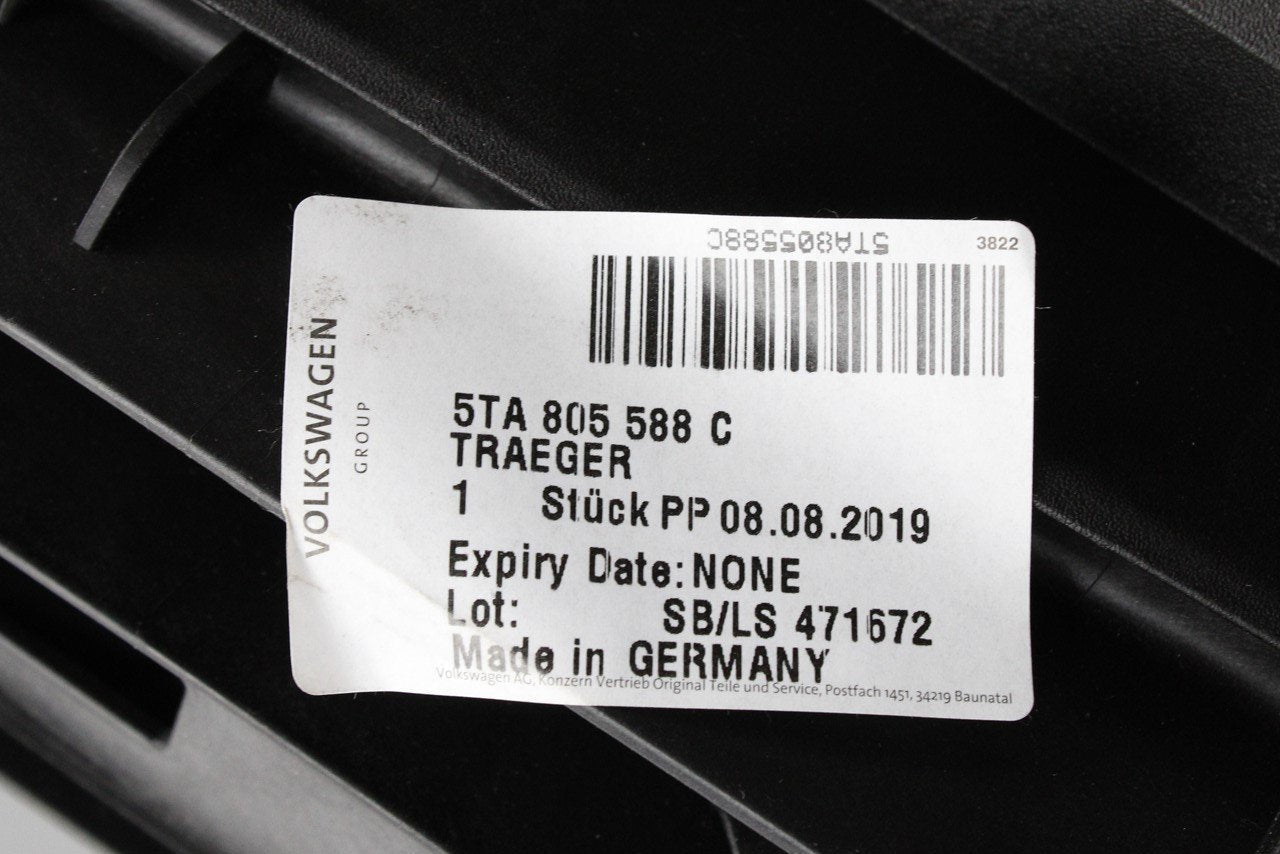 5TA805588C
3822
VOLKSWAGEN
GROUP
5TA 805 588 C
TRAEGER
1 Stück PP 08.08.2019
Expiry Date: NONE
Lot: SB/LS 471672
Made in GERMANY
Volkswagen AG, Konzern Vertrieb Original Teile und Service, Postfach 1451, 34219 Baunatal